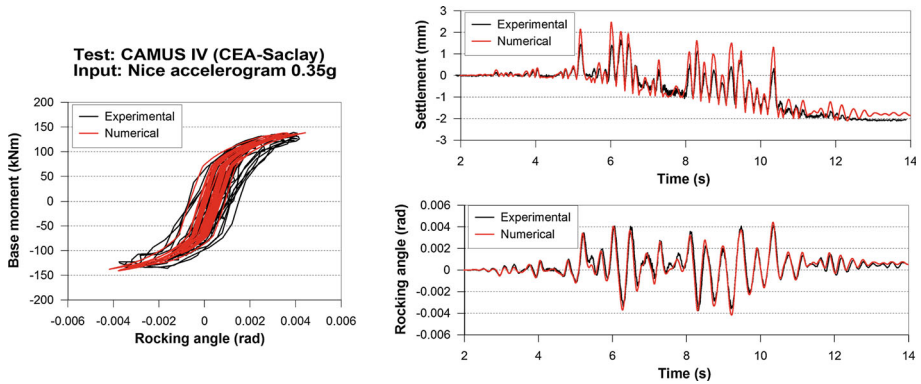 Test: CAMUS IV (CEA-Saclay)
Input: Nice accelerogram 0.35g
Base moment (kNm)
200
150
100
50
0
-50
-100
-150
-200
Experimental
Numerical
-0.006 -0.004 -0.002 0 0.002 0.004 0.006
Rocking angle (rad)
Settlement (mm)
3
2
1
0
-1
-2
-3
Experimental
Numerical
2 4 6 8 10 12 14
Time (s)
Rocking angle (rad)
0.006
0.004
0.002
0
-0.002
-0.004
-0.006
Experimental
Numerical
2 4 6 8 10 12 14
Time (s)